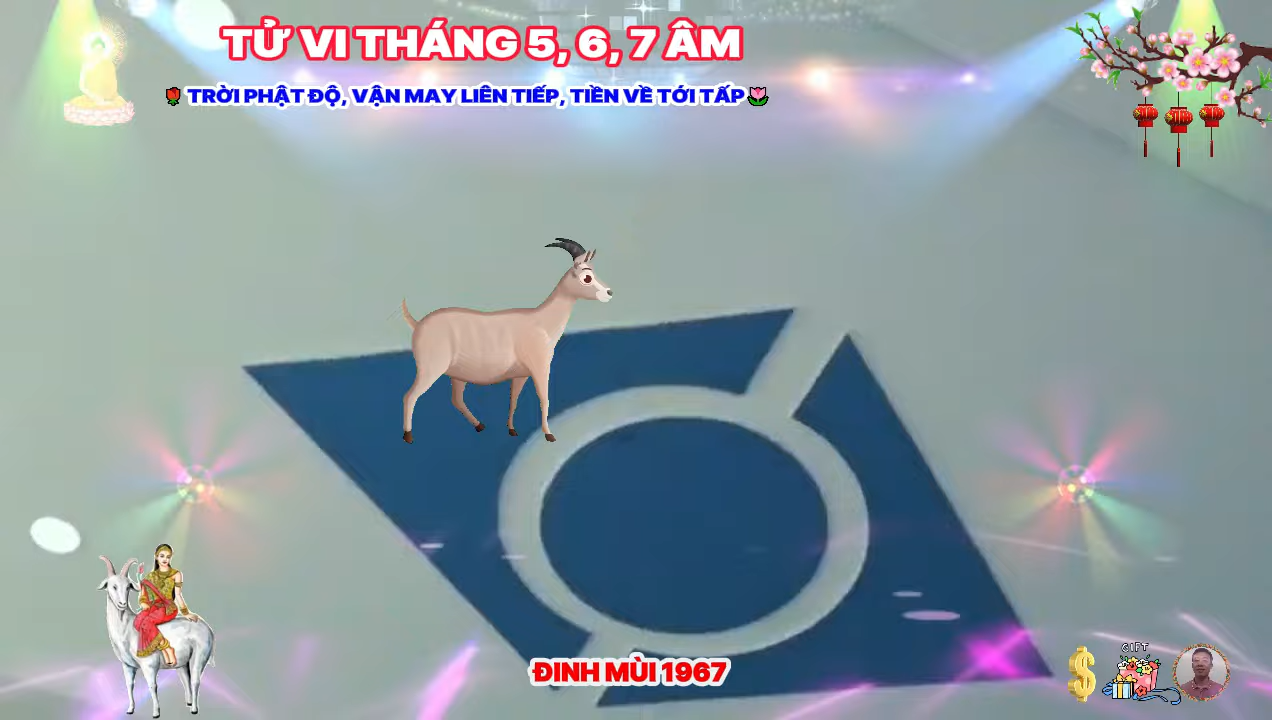 TỬ VI THÁNG 5, 6, 7 ÂM
🌹 TRỜI PHẬT ĐỘ, VẬN MAY LIÊN TIẾP, TIỀN VỀ TỚI TẤP 🌷
GIFT
ĐINH MÙI 1967